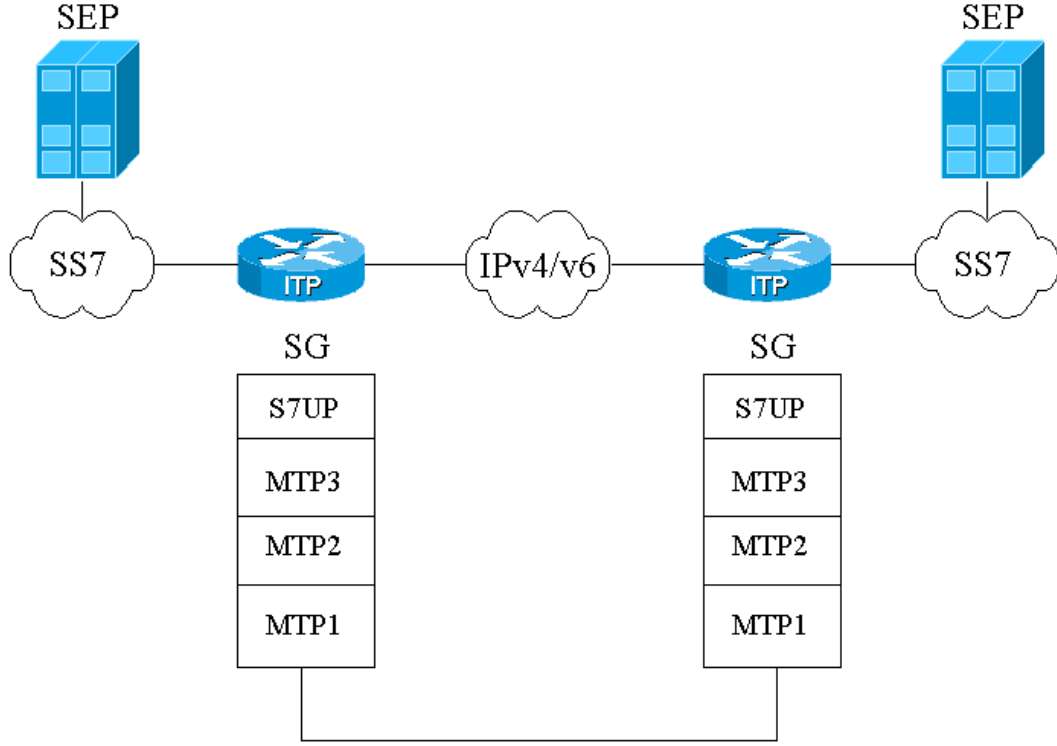 SEP
SEP
SS7
ITP
IPv4/v6
ITP
SS7
SG
SG
S7UP
S7UP
MTP3
MTP3
MTP2
MTP2
MTP1
MTP1